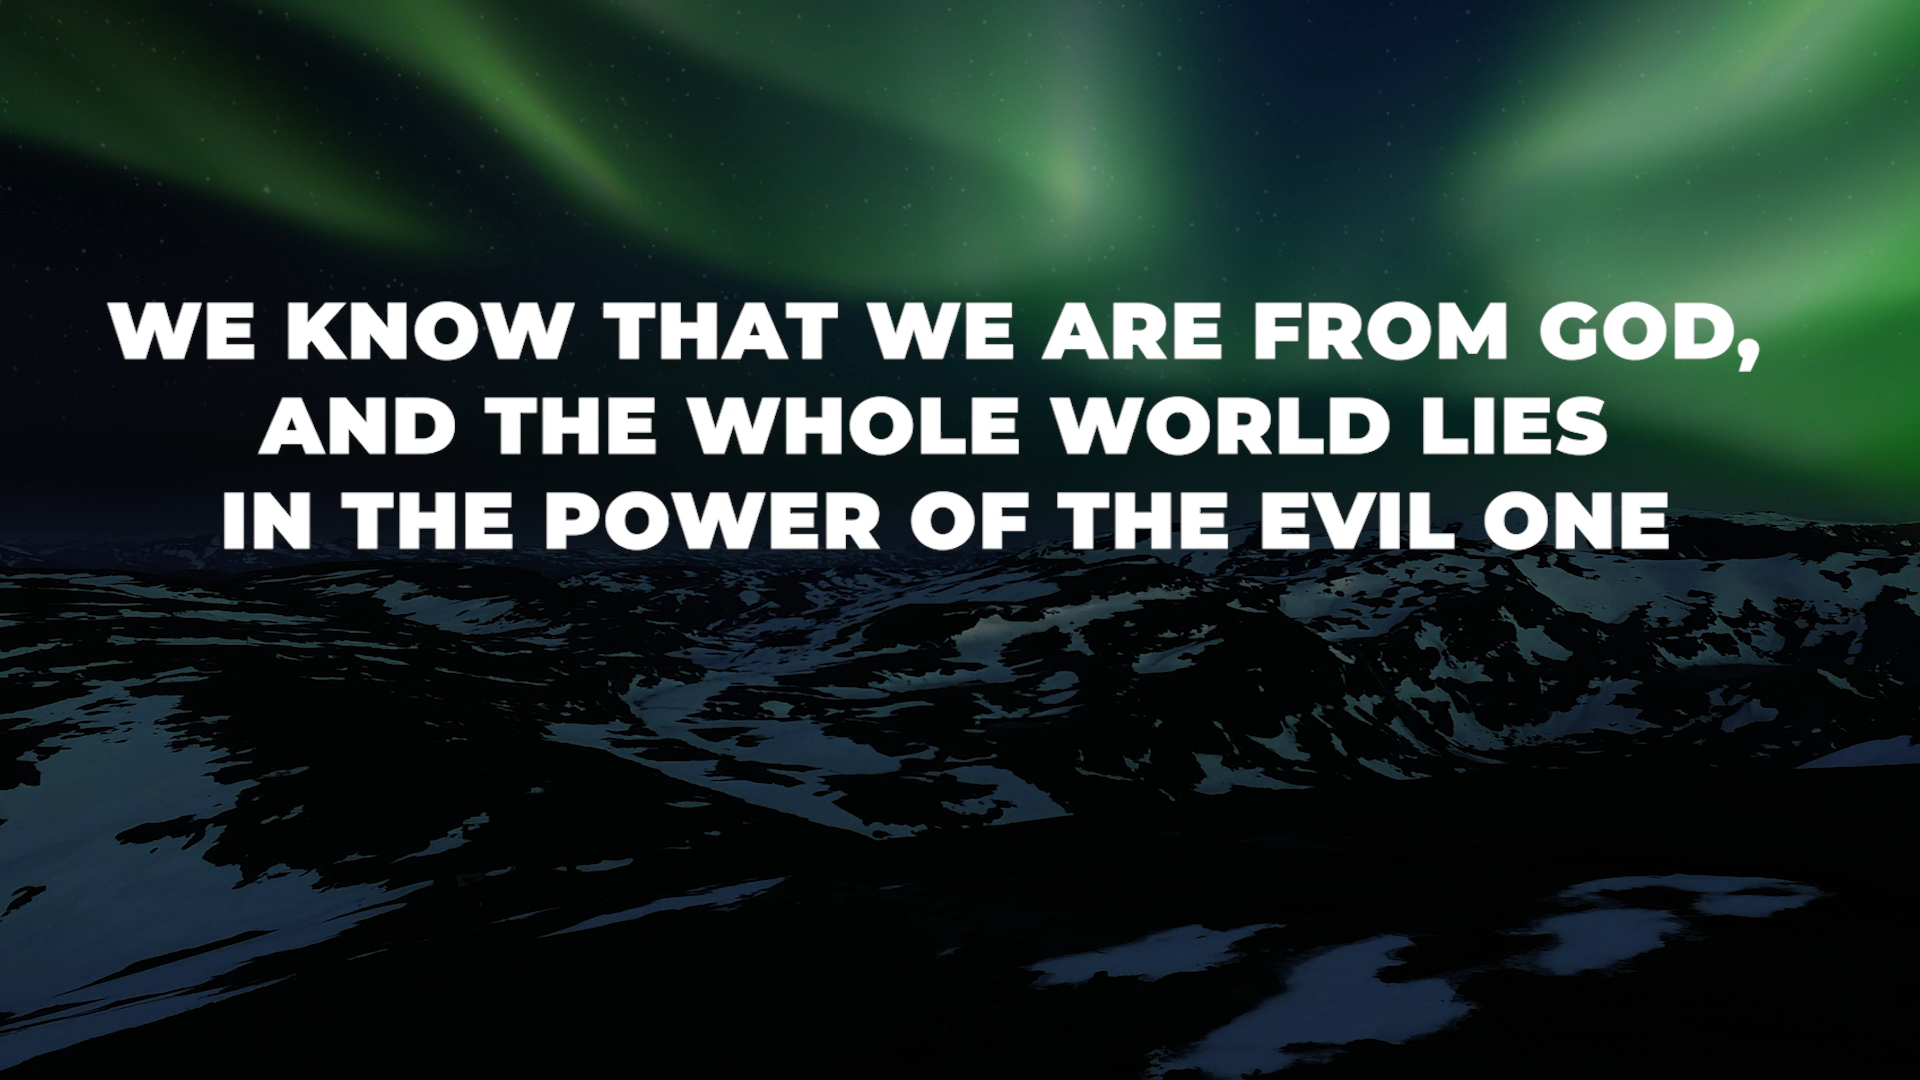 WE KNOW THAT WE ARE FROM GOD,
AND THE WHOLE WORLD LIES
IN THE POWER OF THE EVIL ONE